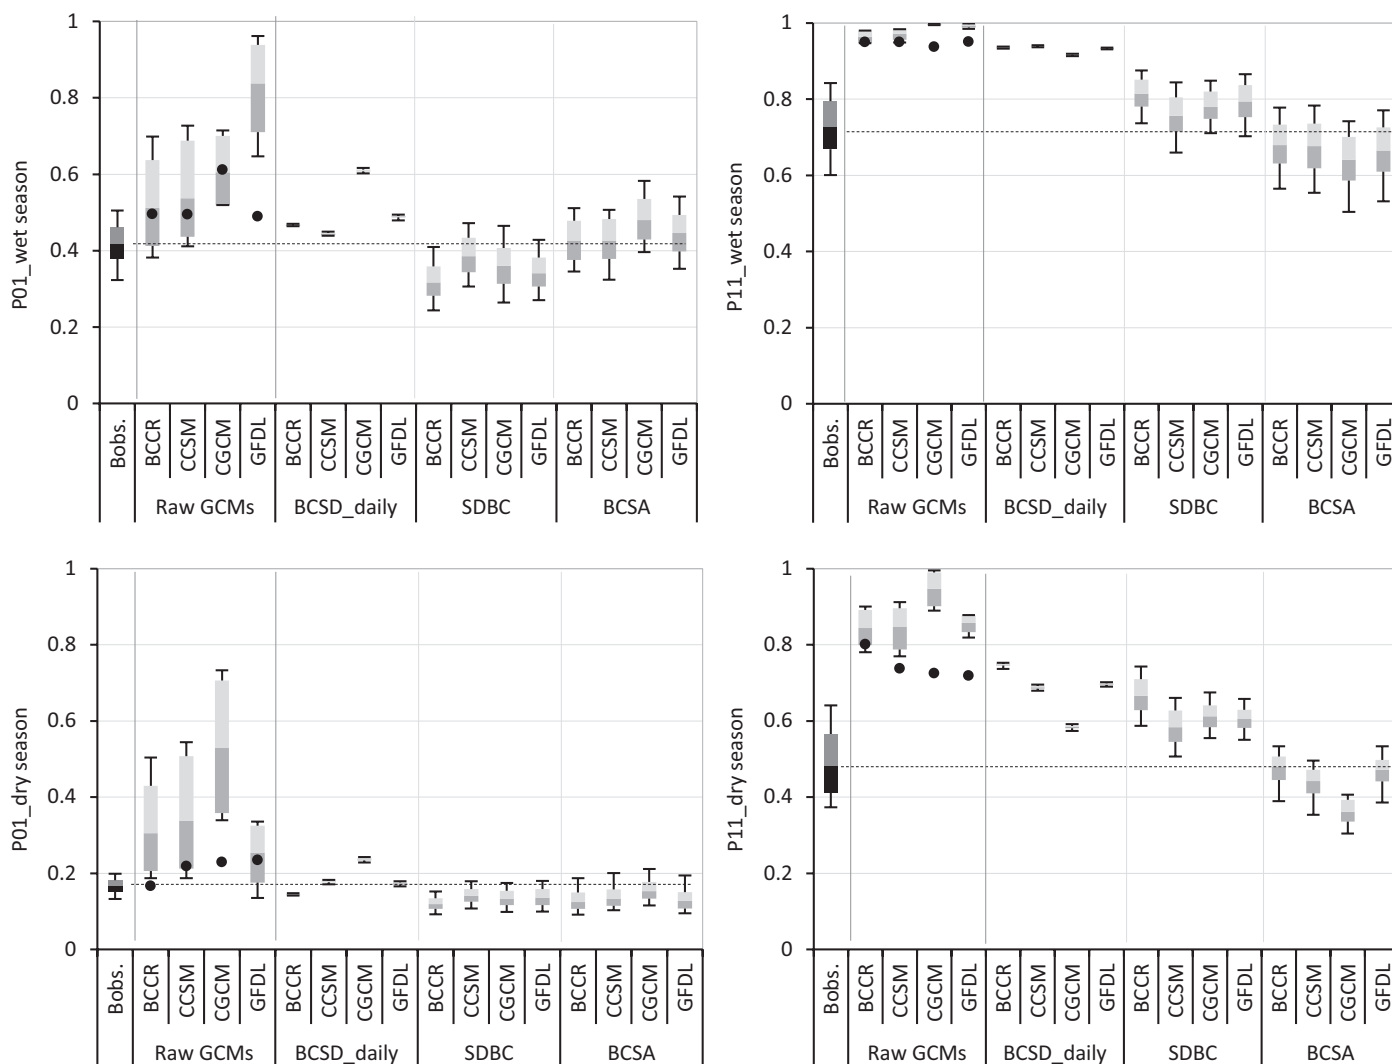 P01_wet season
1
0.8
0.6
0.4
0.2
0
Bobs. BCCR CCSM CGCM GFDL BCCR CCSM CGCM GFDL BCCR CCSM CGCM GFDL BCCR CCSM CGCM GFDL
Raw GCMs BCSD_daily SDBC BCSA
P11_wet season
1
0.8
0.6
0.4
0.2
0
Bobs. BCCR CCSM CGCM GFDL BCCR CCSM CGCM GFDL BCCR CCSM CGCM GFDL BCCR CCSM CGCM GFDL
Raw GCMs BCSD_daily SDBC BCSA
P01_dry season
1
0.8
0.6
0.4
0.2
0
Bobs. BCCR CCSM CGCM GFDL BCCR CCSM CGCM GFDL BCCR CCSM CGCM GFDL BCCR CCSM CGCM GFDL
Raw GCMs BCSD_daily SDBC BCSA
P11_dry season
1
0.8
0.6
0.4
0.2
0
Bobs. BCCR CCSM CGCM GFDL BCCR CCSM CGCM GFDL BCCR CCSM CGCM GFDL BCCR CCSM CGCM GFDL
Raw GCMs BCSD_daily SDBC BCSA